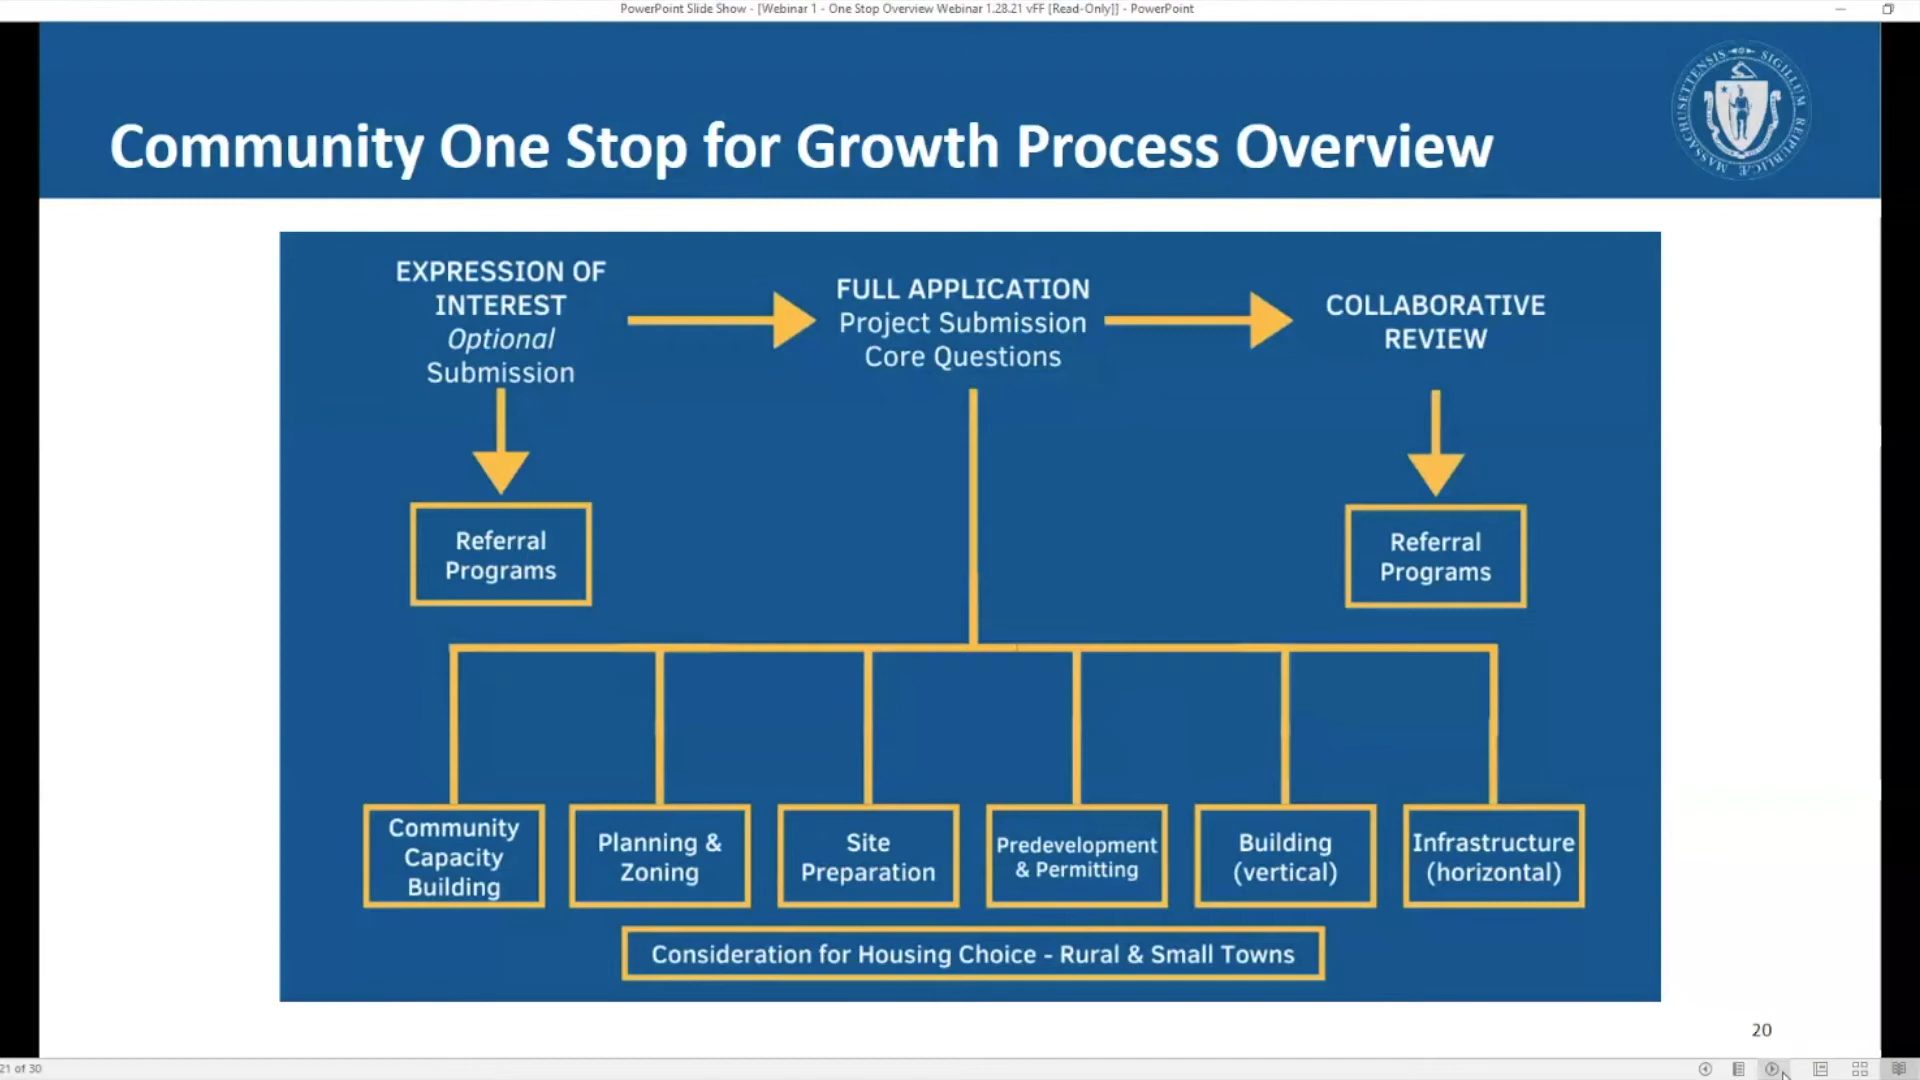 PowerPoint Slide Show - [Webinar 1 - One Stop Overview Webinar 1.28.21 vFF [Read-Only]] - PowerPoint
Community One Stop for Growth Process Overview
SIGILLUM REIPUBLICÆ MASSACHUSETTENSIS
EXPRESSION OF
INTEREST
Optional
Submission
FULL APPLICATION
Project Submission
Core Questions
COLLABORATIVE
REVIEW
Referral
Programs
Referral
Programs
Community
Capacity
Building
Planning &
Zoning
Site
Preparation
Predevelopment
& Permitting
Building
(vertical)
Infrastructure
(horizontal)
Consideration for Housing Choice - Rural & Small Towns
20
21 of 30